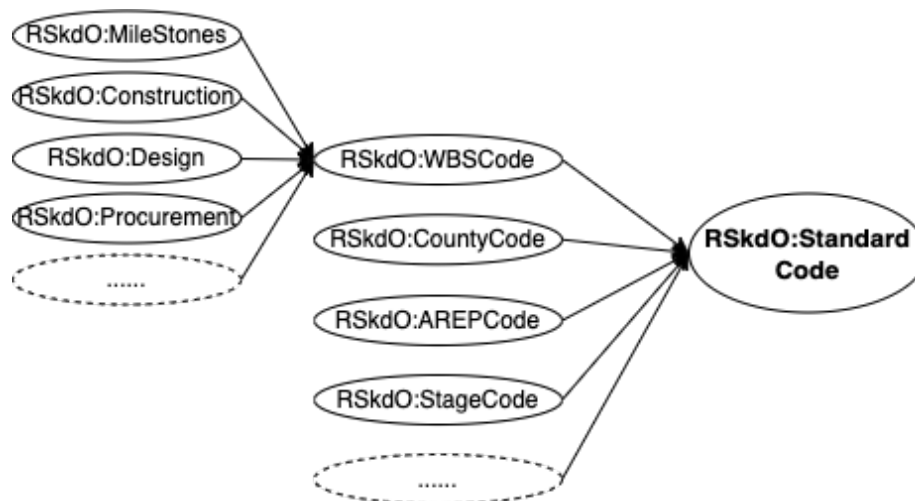 RSkdO:MileStones
RSkdO:Construction
RSkdO:Design
RSkdO:Procurement
......
RSkdO:WBSCode
RSkdO:CountyCode
RSkdO:AREPCode
RSkdO:StageCode
......
RSkdO:Standard
Code